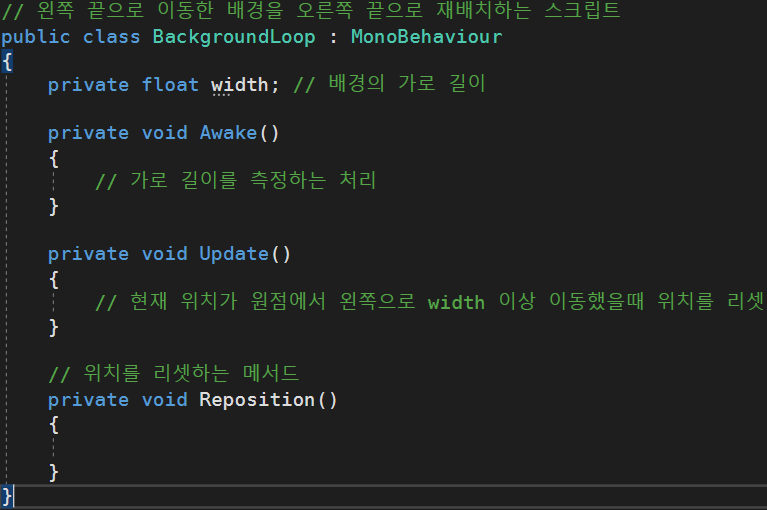 // 왼쪽 끝으로 이동한 배경을 오른쪽 끝으로 재배치하는 스크립트
public class BackgroundLoop : MonoBehaviour
{
    private float width; // 배경의 가로 길이
    private void Awake()
    {
        // 가로 길이를 측정하는 처리
    }
    private void Update()
    {
        // 현재 위치가 원점에서 왼쪽으로 width 이상 이동했을때 위치를 리셋
    }
    // 위치를 리셋하는 메서드
    private void Reposition()
    {
    }
}